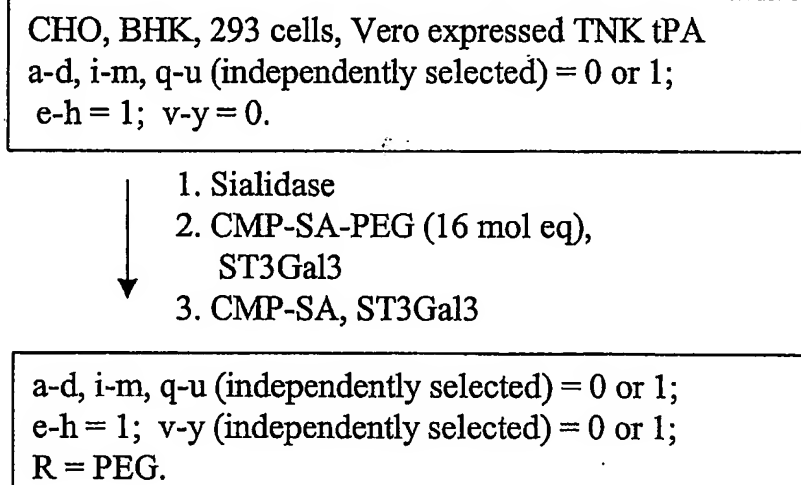 CHO, BHK, 293 cells, Vero expressed TNK tPA
a-d, i-m, q-u (independently selected) = 0 or 1;
e-h = 1; v-y = 0.
1. Sialidase
2. CMP-SA-PEG (16 mol eq),
ST3Gal3
3. CMP-SA, ST3Gal3
a-d, i-m, q-u (independently selected) = 0 or 1;
e-h = 1; v-y (independently selected) = 0 or 1;
R = PEG.